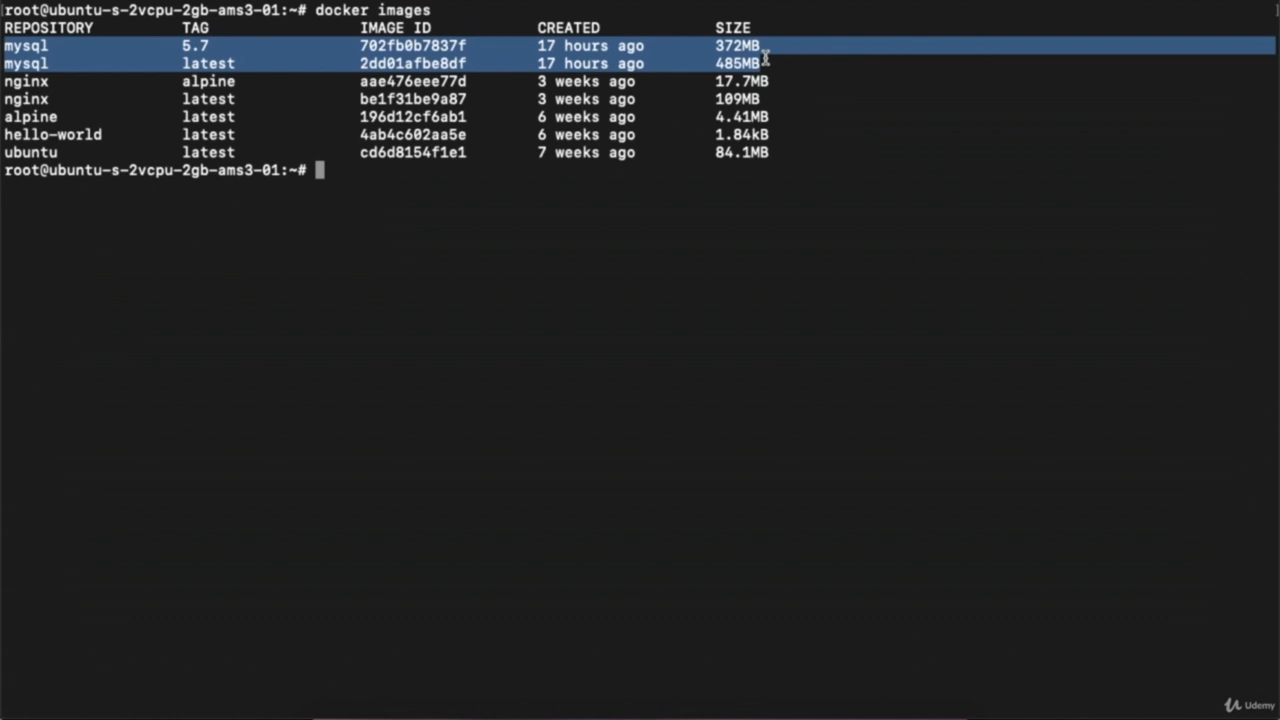 root@ubuntu-s-2vcpu-2gb-ams3-01:~# docker images
REPOSITORY TAG IMAGE ID CREATED SIZE
mysql 5.7 702fb0b7837f 17 hours ago 372MB
mysql latest 2dd01afbe8df 17 hours ago 485MB
nginx alpine aae476eee77d 3 weeks ago 17.7MB
nginx latest be1f31be9a87 3 weeks ago 109MB
alpine latest 196d12cf6ab1 6 weeks ago 4.41MB
hello-world latest 4ab4c602aa5e 6 weeks ago 1.84kB
ubuntu latest cd6d8154f1e1 7 weeks ago 84.1MB
root@ubuntu-s-2vcpu-2gb-ams3-01:~#
Udemy